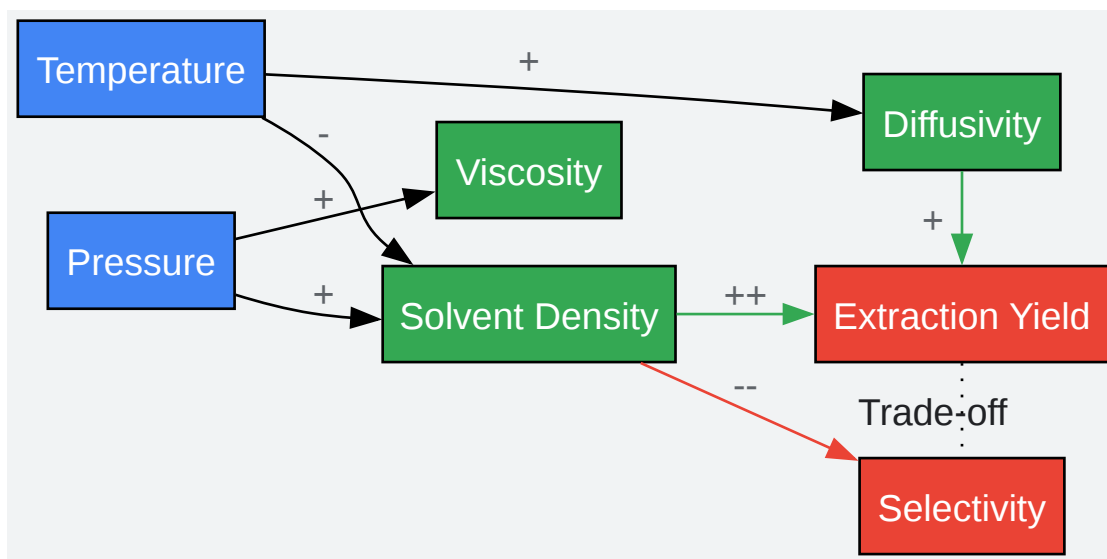 Temperature
+
Diffusivity
-
Viscosity
+
Pressure
+
+
Solvent Density
++
Extraction Yield
--
Trade-off
Selectivity